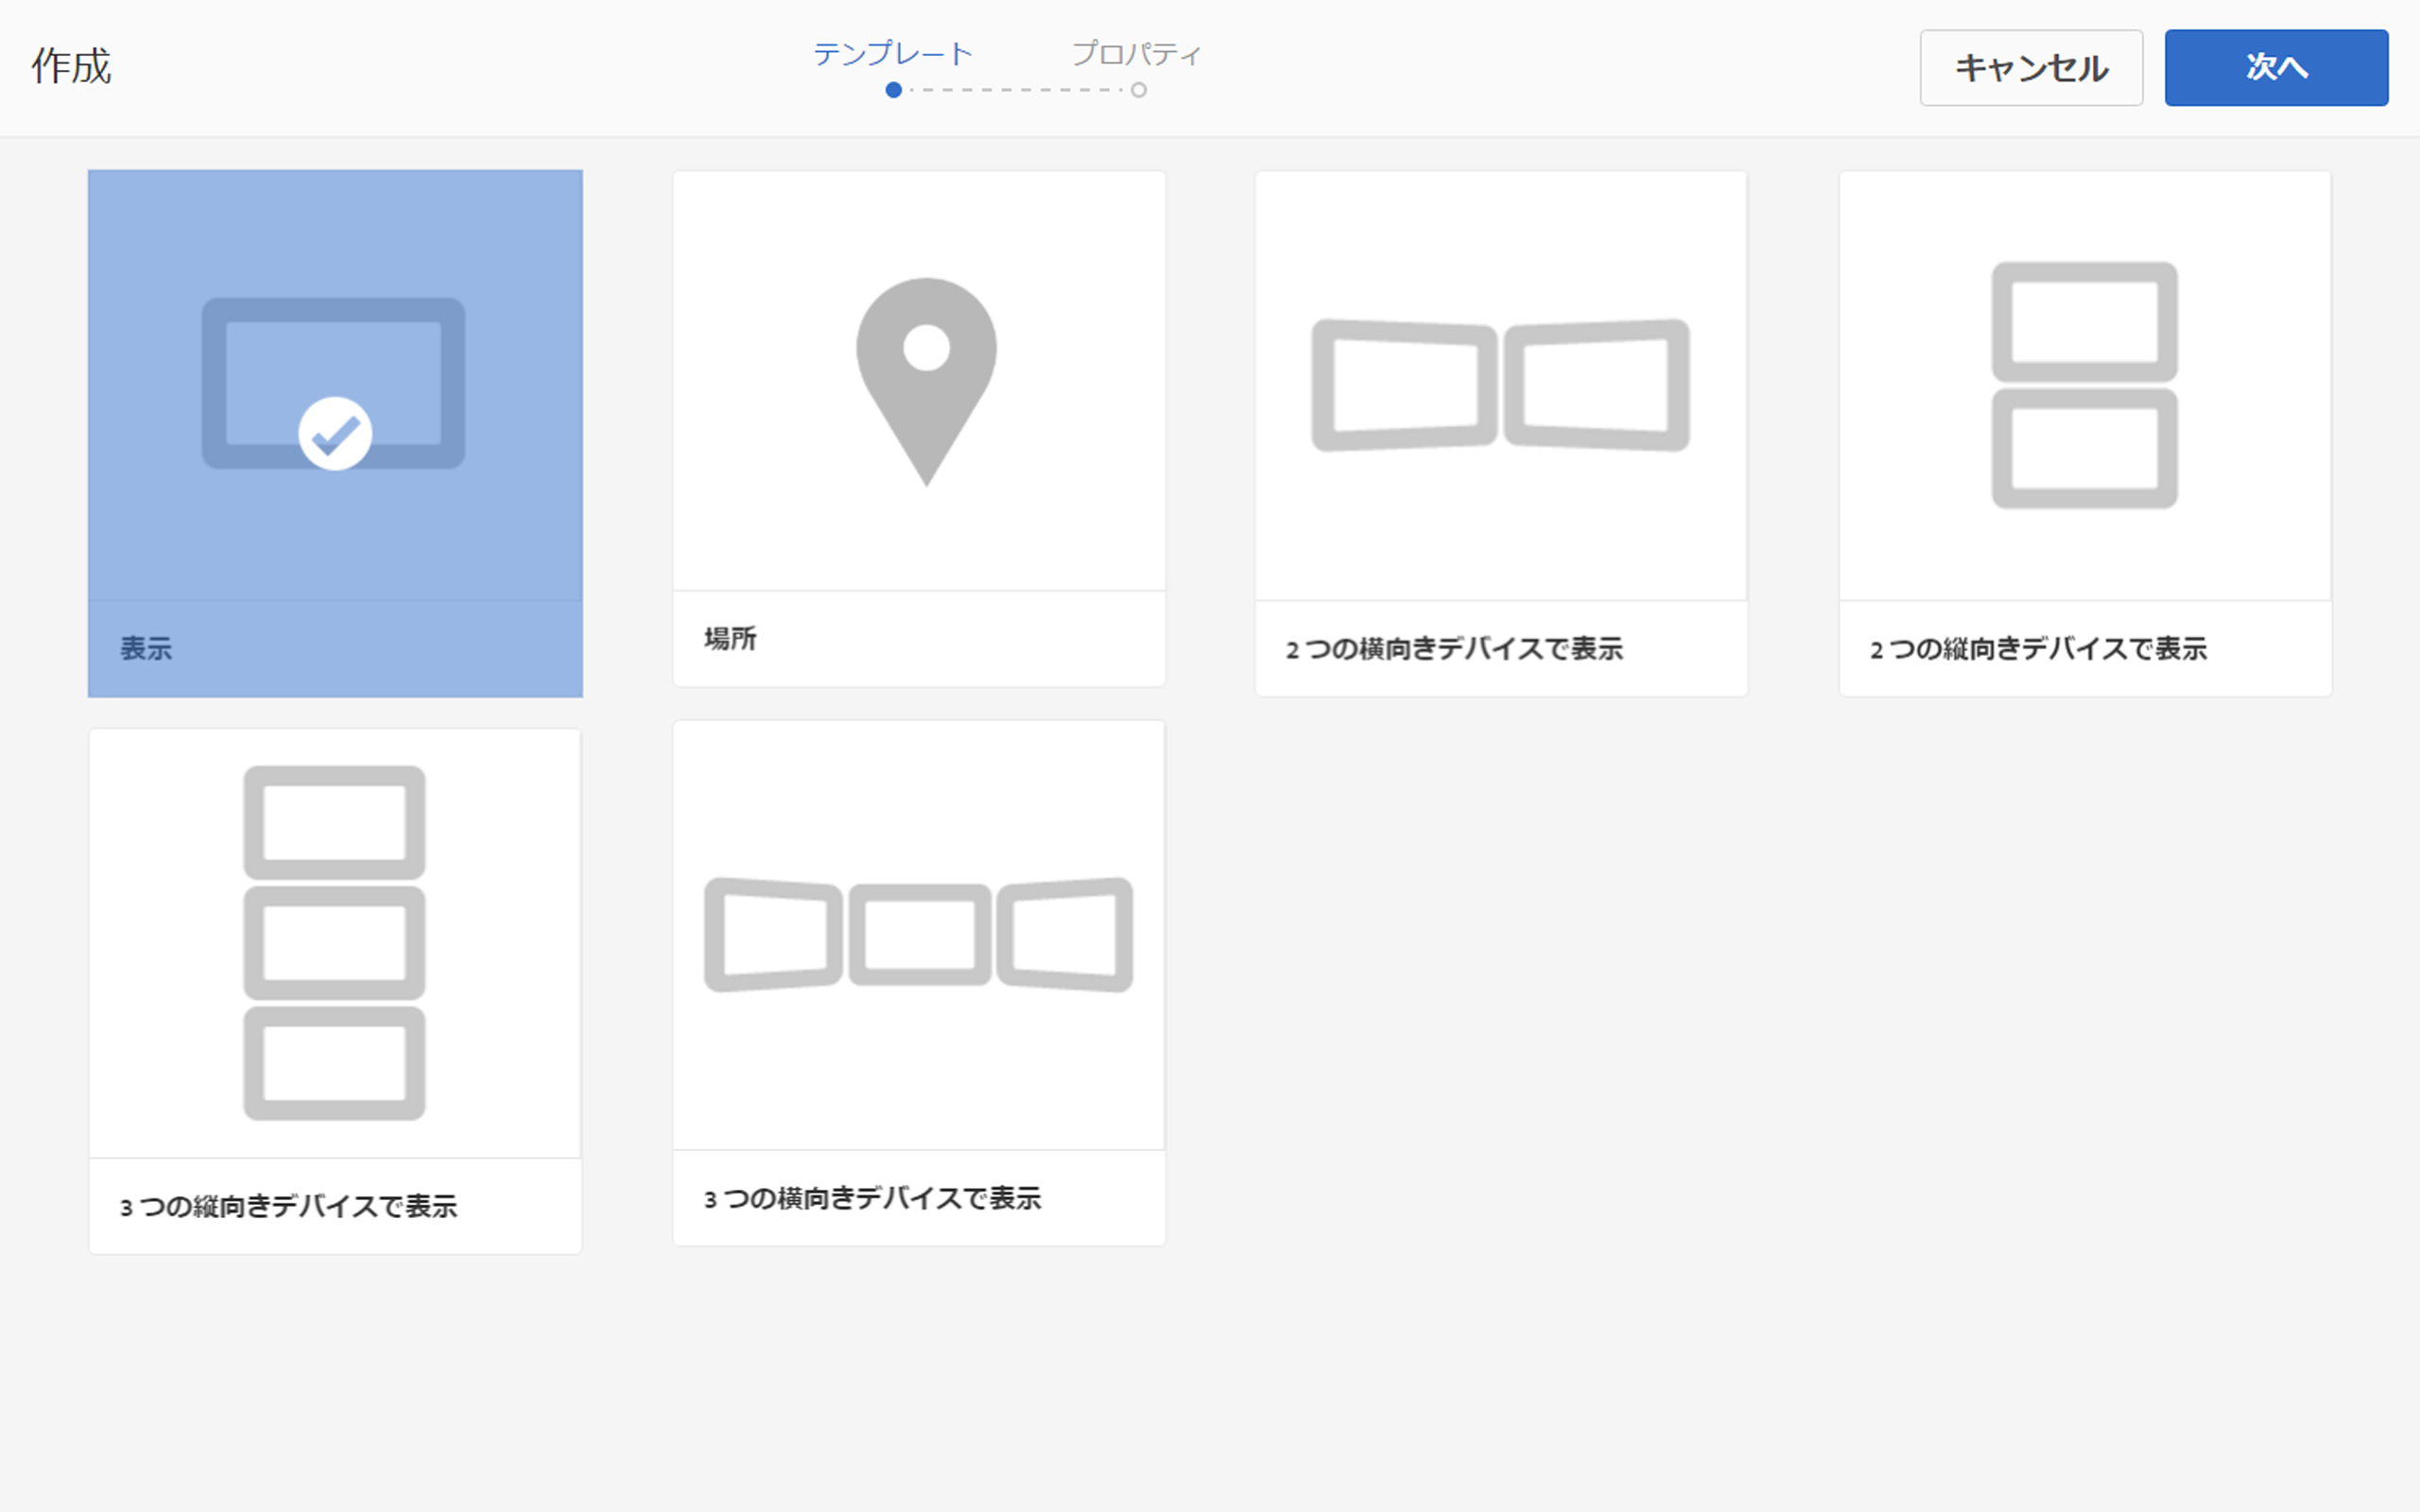 作成
テンプレート
プロパティ
キャンセル
次へ
表示
場所
2 つの横向きデバイスで表示
2 つの縦向きデバイスで表示
3 つの縦向きデバイスで表示
3 つの横向きデバイスで表示